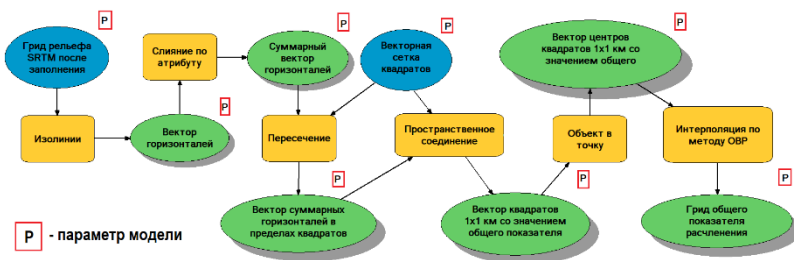 P
P
P
P
Грид рельефа
SRTM после
заполнения
Слияние по
атрибуту
Суммарный
вектор
горизонталей
Векторная
сетка
квадратов
Вектор центров
квадратов 1х1 км со
значением общего
P
Изолинии
Вектор
горизонталей
Пересечение
Пространственное
соединение
Объект в
точку
Интерполяция по
методу ОВР
P
P
P
Вектор суммарных
горизонталей в
пределах квадратов
Вектор квадратов
1х1 км со значением
общего показателя
Грид общего
показателя
расчленения
P
- параметр модели